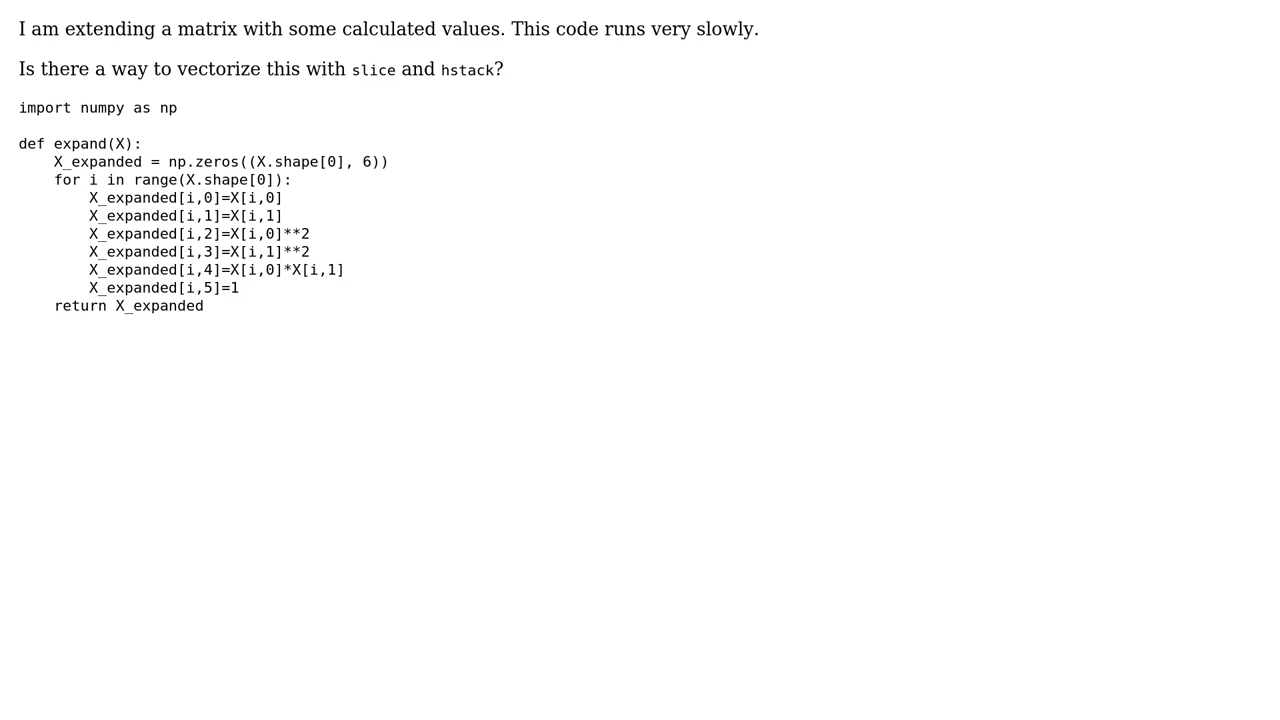 I am extending a matrix with some calculated values. This code runs very slowly.
Is there a way to vectorize this with slice and hstack?
import numpy as np
def expand(X):
    X_expanded = np.zeros((X.shape[0], 6))
    for i in range(X.shape[0]):
        X_expanded[i,0]=X[i,0]
        X_expanded[i,1]=X[i,1]
        X_expanded[i,2]=X[i,0]**2
        X_expanded[i,3]=X[i,1]**2
        X_expanded[i,4]=X[i,0]*X[i,1]
        X_expanded[i,5]=1
    return X_expanded